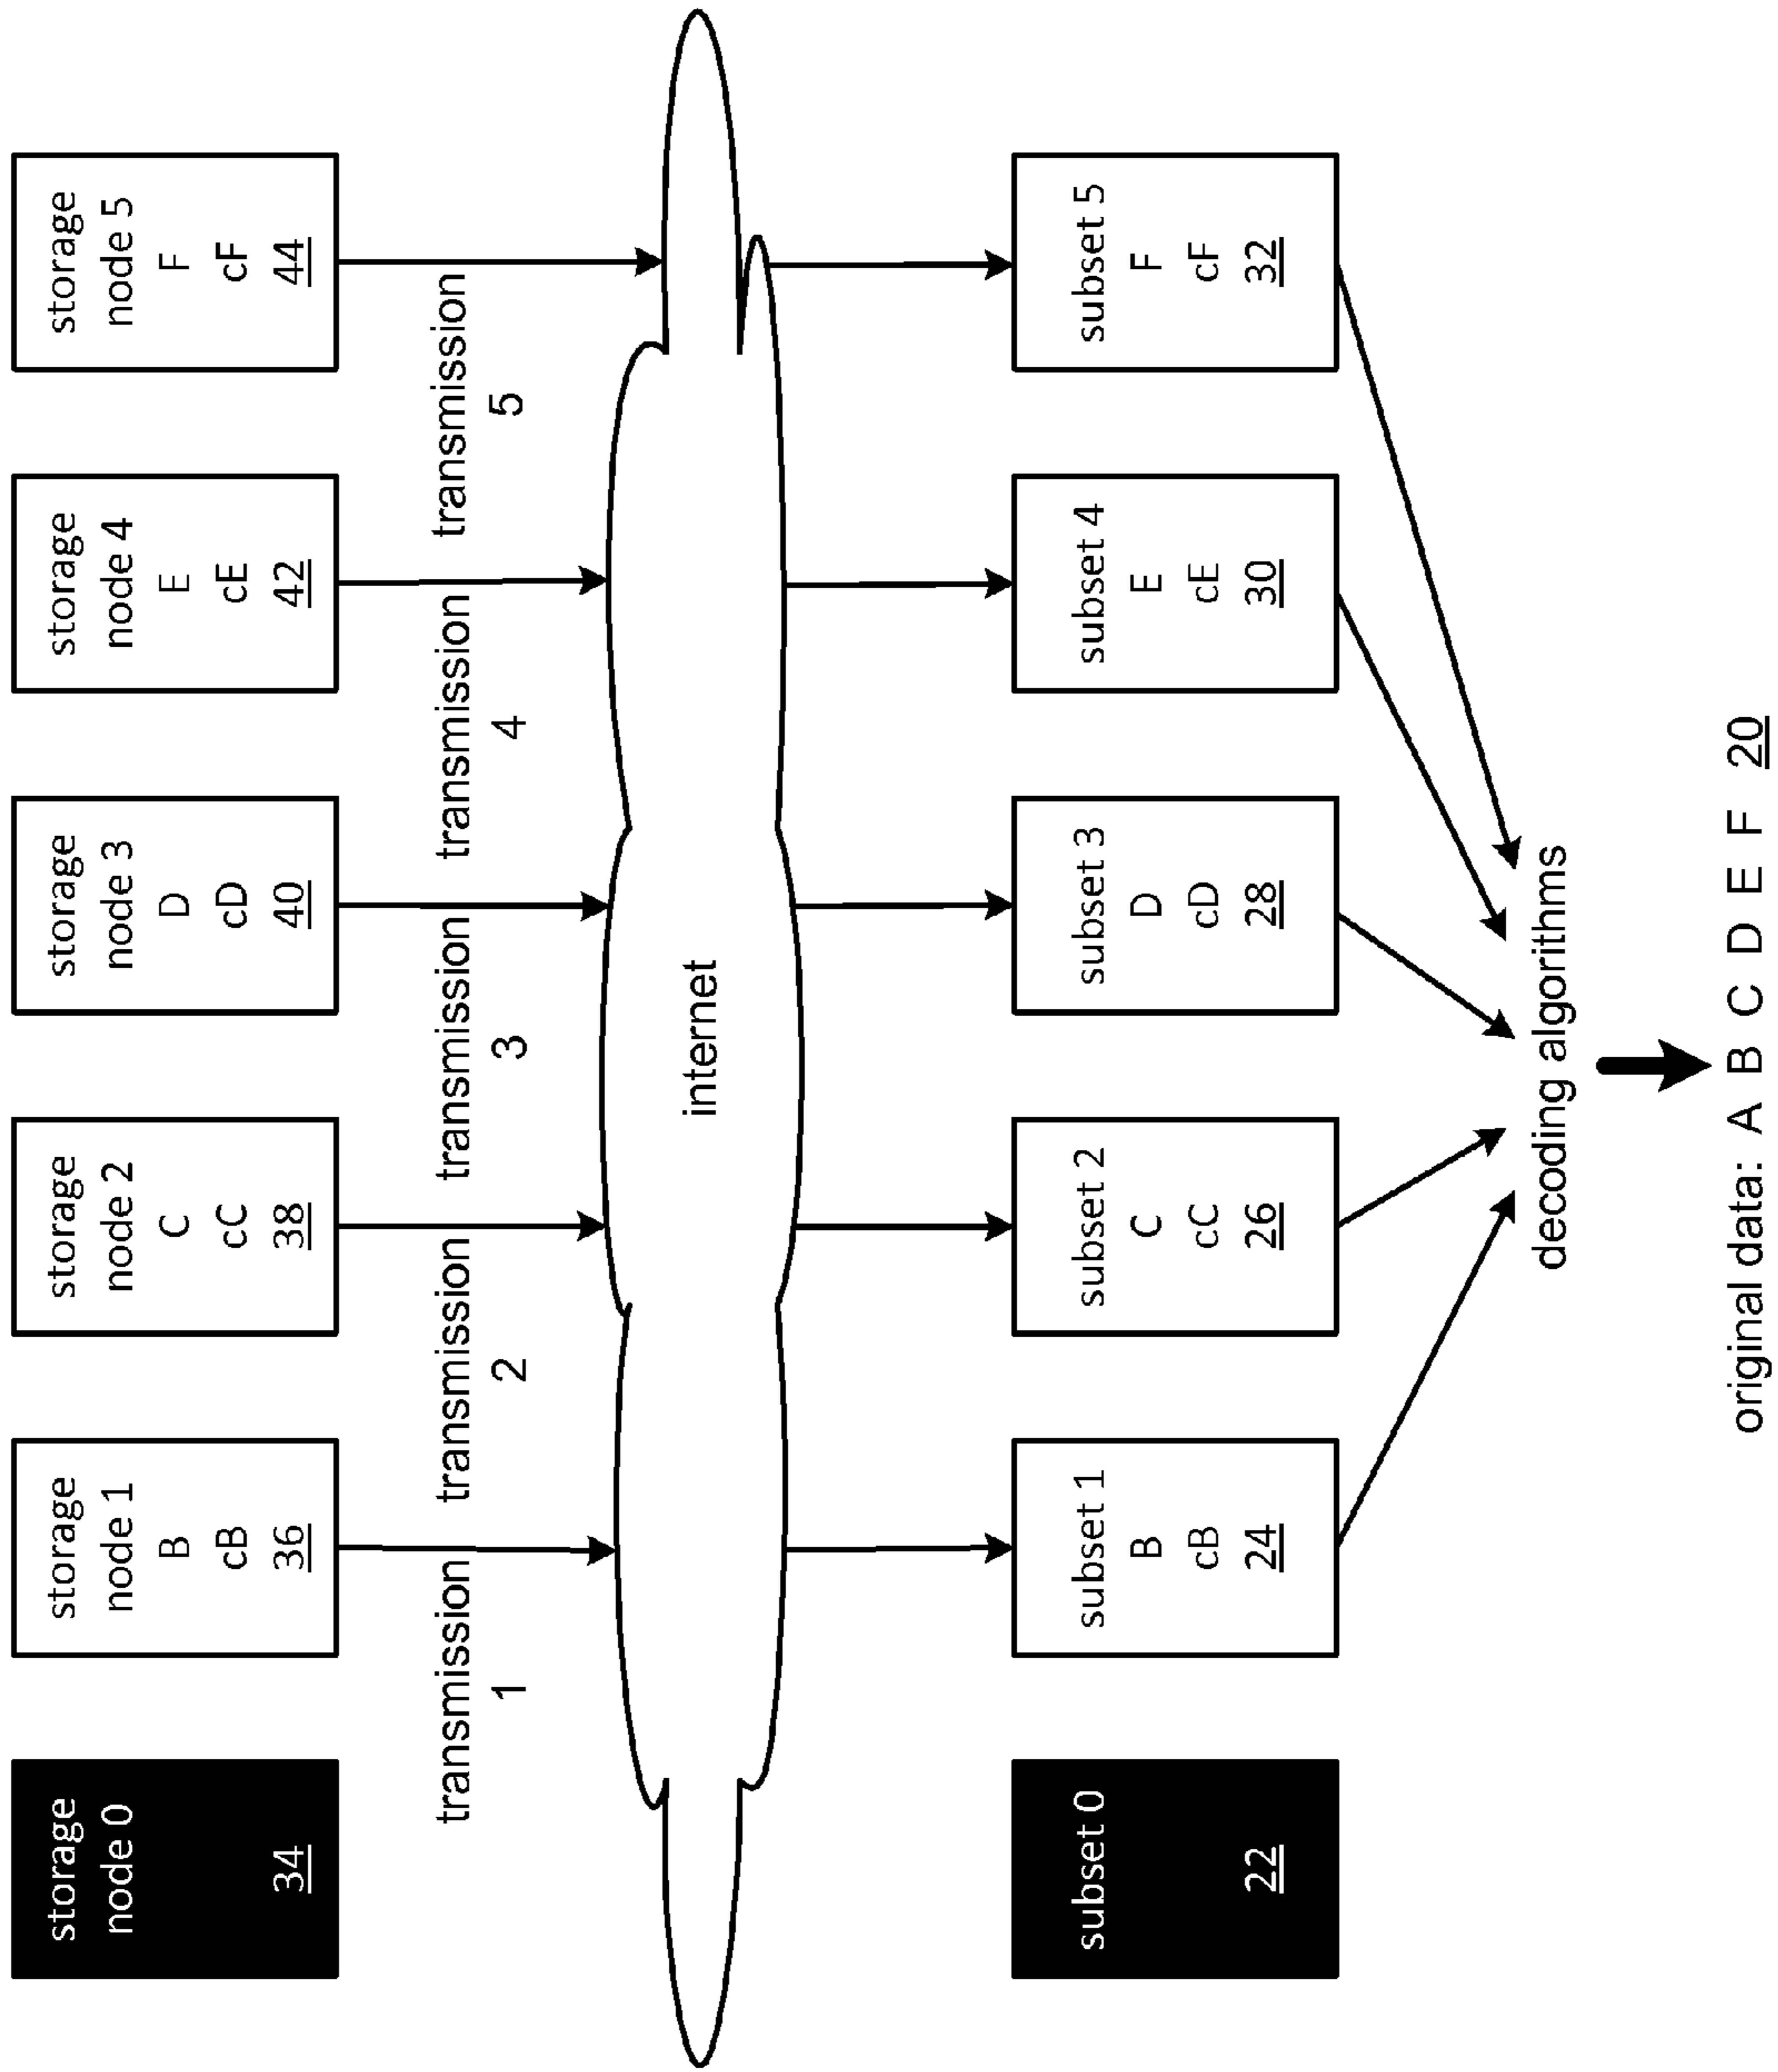 storage
node 0
34
storage
node 1
B
cB
36
storage
node 2
C
cC
38
storage
node 3
D
cD
40
storage
node 4
E
cE
42
storage
node 5
F
cF
44
transmission
1
transmission
2
transmission
3
transmission
4
transmission
5
internet
subset 0
22
subset 1
B
cB
24
subset 2
C
cC
26
subset 3
D
cD
28
subset 4
E
cE
30
subset 5
F
cF
32
decoding algorithms
original data: A B C D E F 20